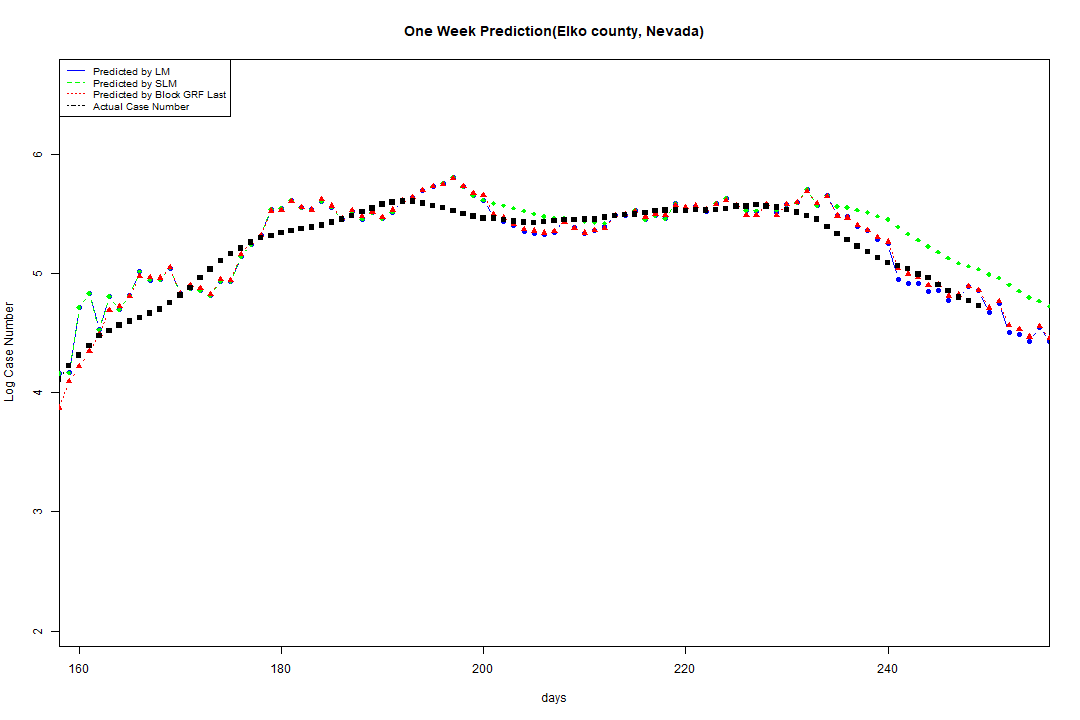 One Week Prediction(Elko county, Nevada)
Predicted by LM
Predicted by SLM
Predicted by Block GRF Last
Actual Case Number
6
5
4
3
2
Log Case Number
160 180 200 220 240
days